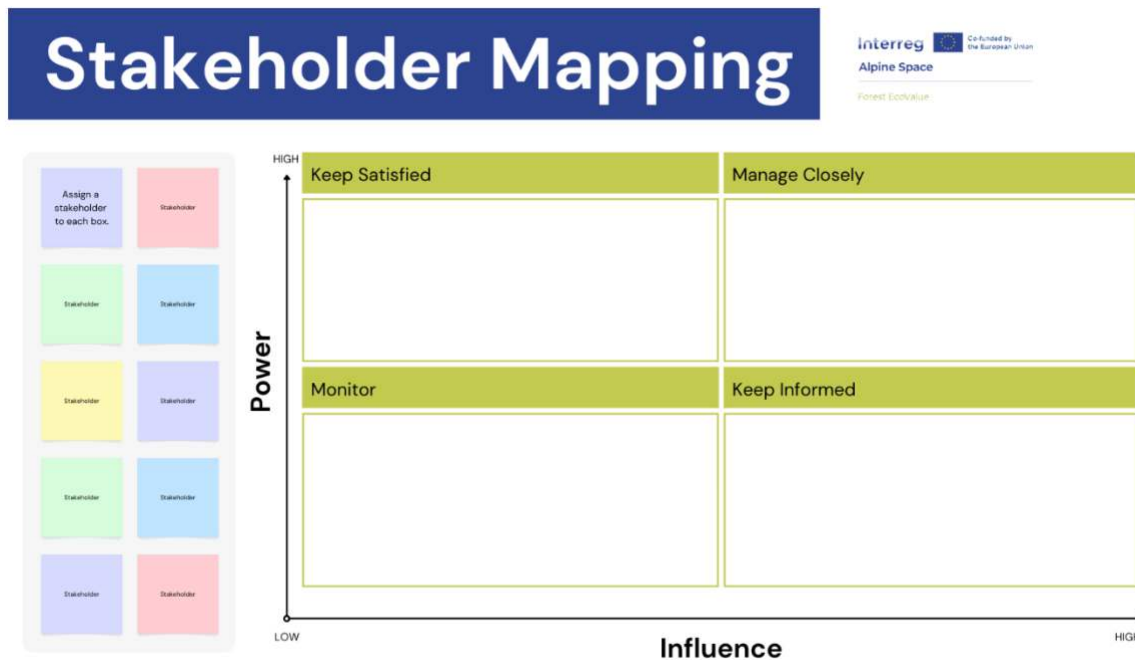 Stakeholder Mapping
Interreg
Co-funded by
the European Union
Alpine Space
Forest EcoValue
Assign a
stakeholder
to each box.
Stakeholder
Stakeholder
Stakeholder
Stakeholder
Stakeholder
Stakeholder
Stakeholder
Stakeholder
Stakeholder
HIGH
Keep Satisfied
Manage Closely
Power
Monitor
Keep Informed
LOW
Influence
HIGH